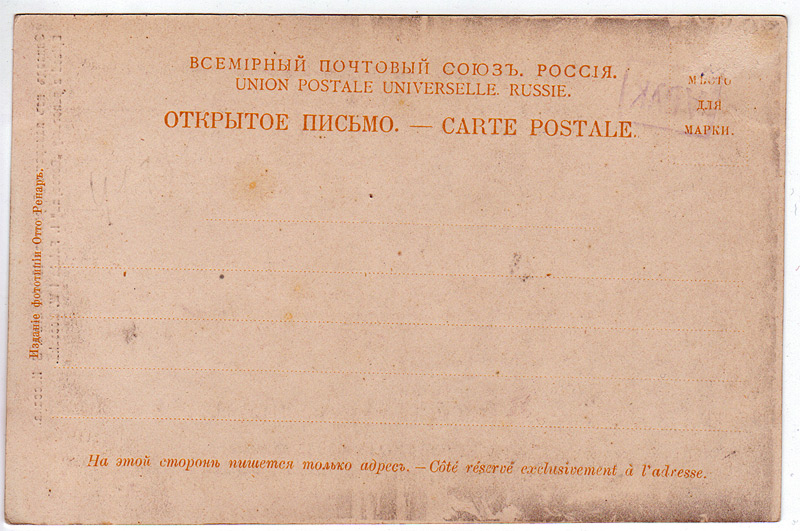 ВСЕМІРНЫЙ ПОЧТОВЫЙ СОЮЗЪ. РОССІЯ.
UNION POSTALE UNIVERSELLE. RUSSIE.
ОТКРЫТОЕ ПИСЬМО. — CARTE POSTALE.
МѢСТО
ДЛЯ
МАРКИ.
Изданіе фототипіи Отто Ренаръ.
На этой сторонѣ пишется только адресъ. — Côté réservé exclusivement à l'adresse.